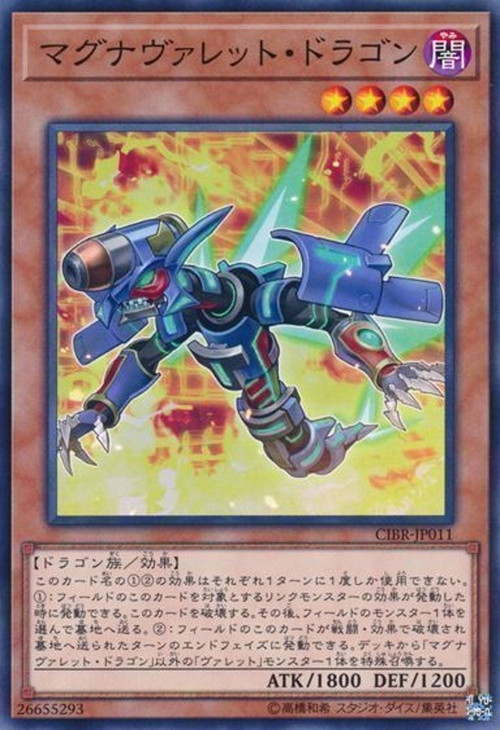 マグナヴァレット・ドラゴン
闇
やみ
CIBR-JP011
【ドラゴン族／効果】
このカード名の①②の効果はそれぞれ１ターンに１度しか使用できない。
①：フィールドのこのカードを対象とするリンクモンスターの効果が発動した
時に発動できる。このカードを破壊する。その後、フィールドのモンスター１体を
選んで墓地へ送る。②：フィールドのこのカードが戦闘・効果で破壊され
墓地へ送られたターンのエンドフェイズに発動できる。デッキから「マグナ
ヴァレット・ドラゴン」以外の「ヴァレット」モンスター１体を特殊召喚する。
ATK/1800 DEF/1200
26655293
©高橋和希 スタジオ・ダイス/集英社